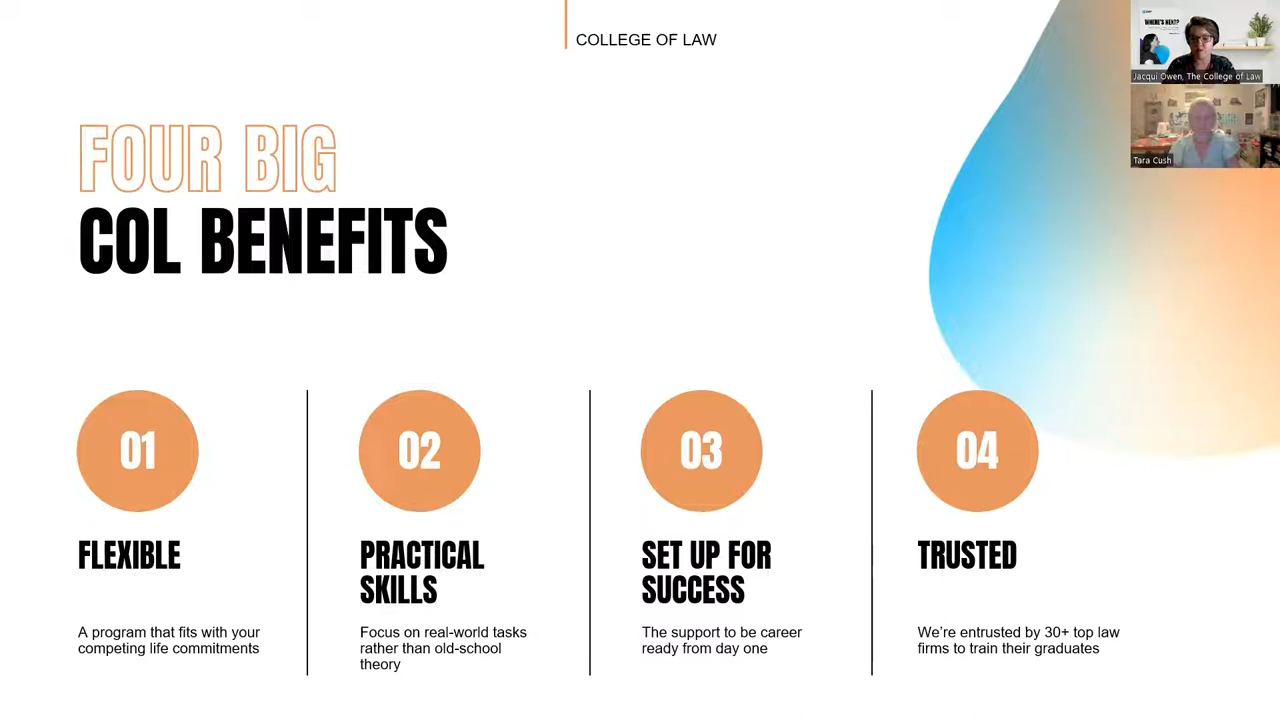 COLLEGE OF LAW
WHERE'S NEXT?
Jacqui Owen, The College of Law
Tara Cush
FOUR BIG
COL BENEFITS
01
FLEXIBLE
A program that fits with your
competing life commitments
02
PRACTICAL
SKILLS
Focus on real-world tasks
rather than old-school
theory
03
SET UP FOR
SUCCESS
The support to be career
ready from day one
04
TRUSTED
We’re entrusted by 30+ top law
firms to train their graduates